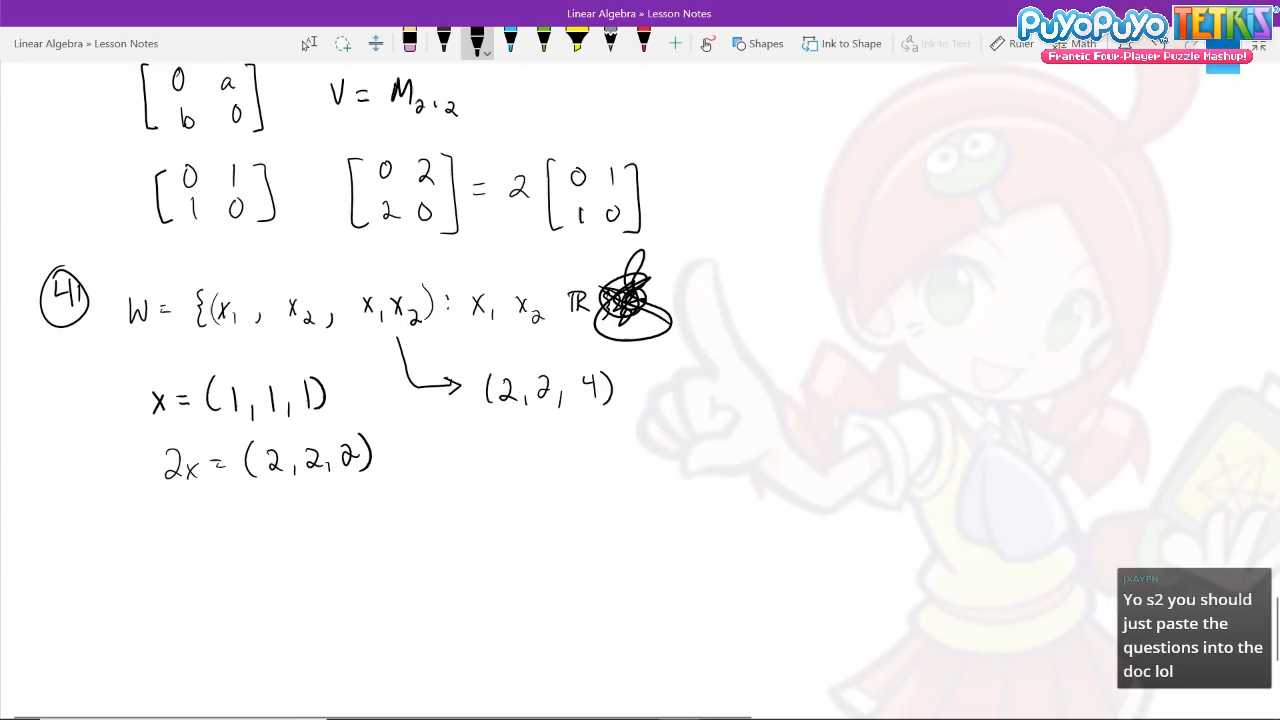 Linear Algebra » Lesson Notes
Linear Algebra » Lesson Notes
Shapes Ink to Shape Ink to Text Ruler Math
PUYOPUYO TETRIS
Frantic Four-Player Puzzle Mashup!
[0 a
b 0] V = M2,2
[0 1
1 0] [0 2
2 0] = 2 [0 1
1 0]
41 W = {(x1, x2, x1x2) : x1 x2 ℝ
x = (1, 1, 1) (2, 2, 4)
2x = (2, 2, 2)
JXAYPH
Yo s2 you should
just paste the
questions into the
doc lol